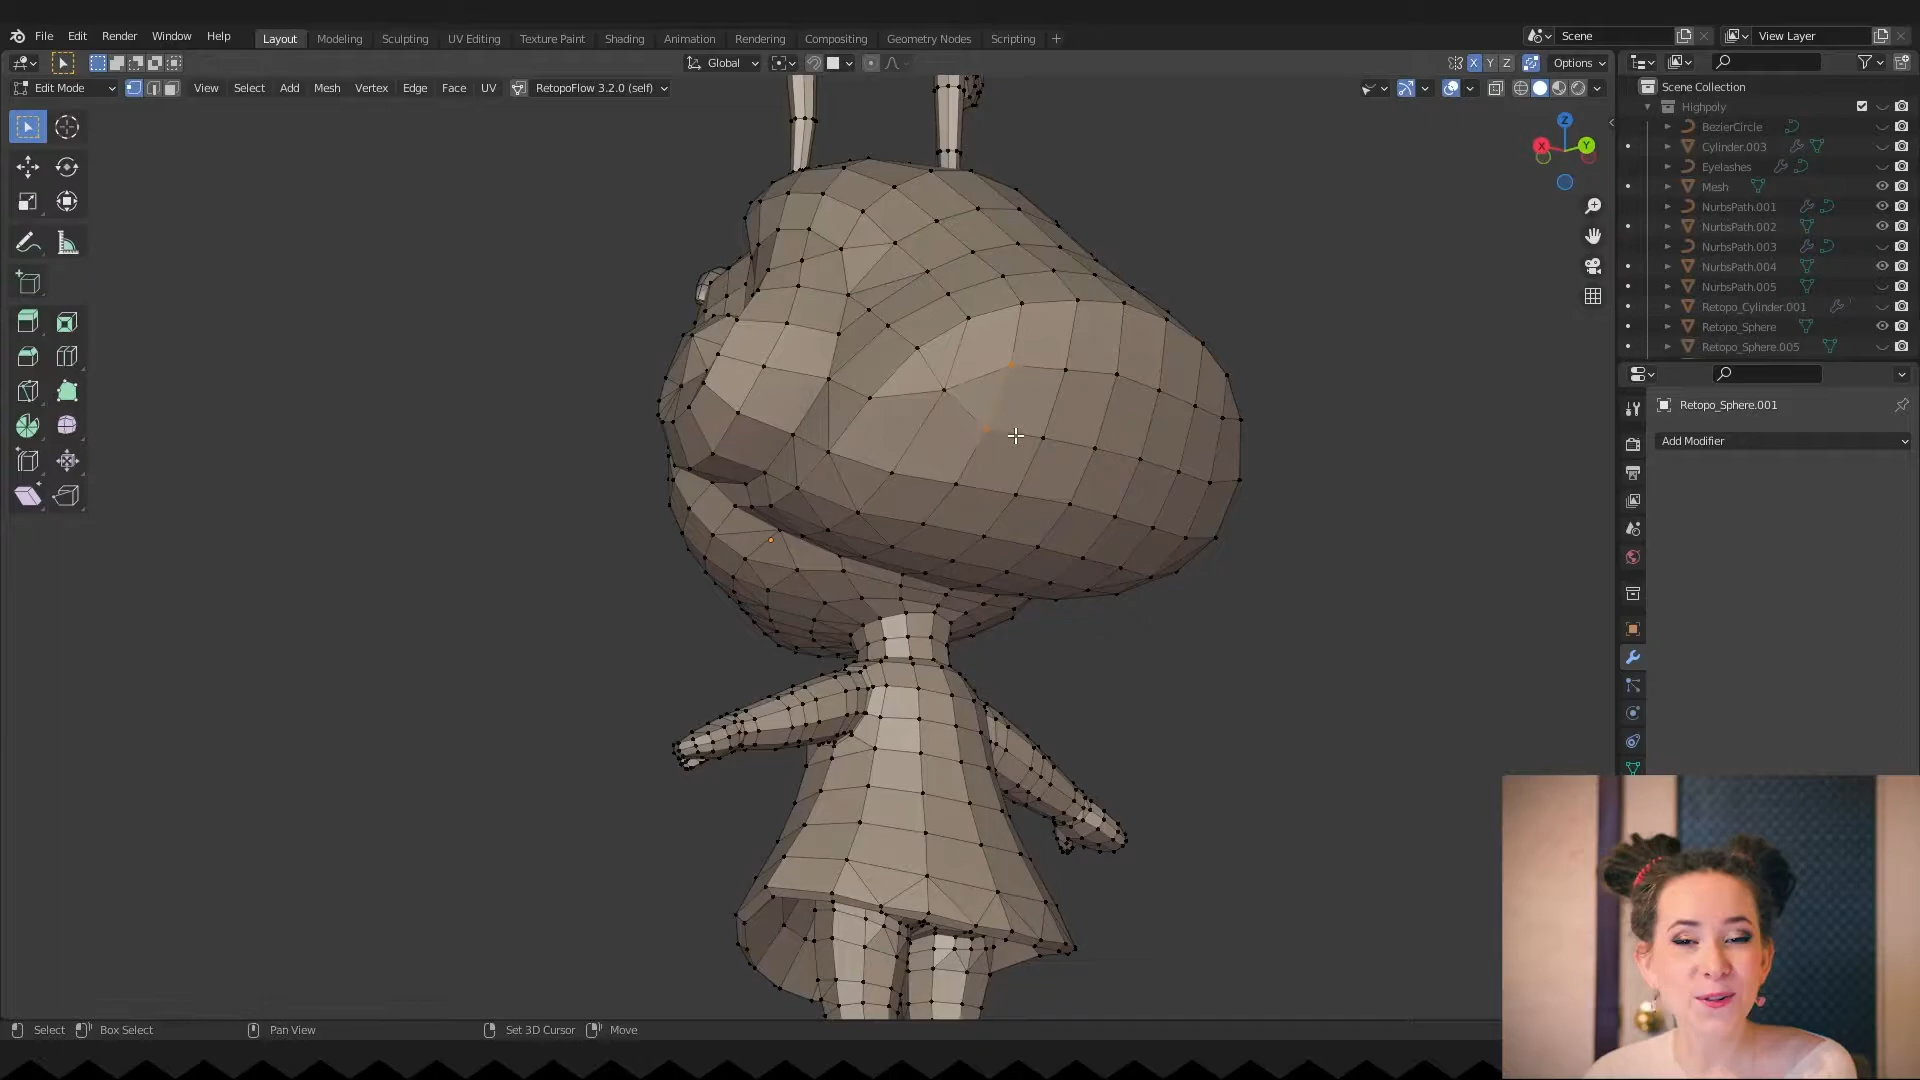 File Edit Render Window Help
Layout Modeling Sculpting UV Editing Texture Paint Shading Animation Rendering Compositing Geometry Nodes Scripting +
Scene
View Layer
Global
X Y Z
Options
Edit Mode
View Select Add Mesh Vertex Edge Face UV
RetopoFlow 3.2.0 (self)
Z
X
Y
Scene Collection
Highpoly
BezierCircle
Cylinder.003
Eyelashes
Mesh
NurbsPath.001
NurbsPath.002
NurbsPath.003
NurbsPath.004
NurbsPath.005
Retopo_Cylinder.001
Retopo_Sphere
Retopo_Sphere.005
Retopo_Sphere.001
Add Modifier
Select Box Select Pan View Set 3D Cursor Move